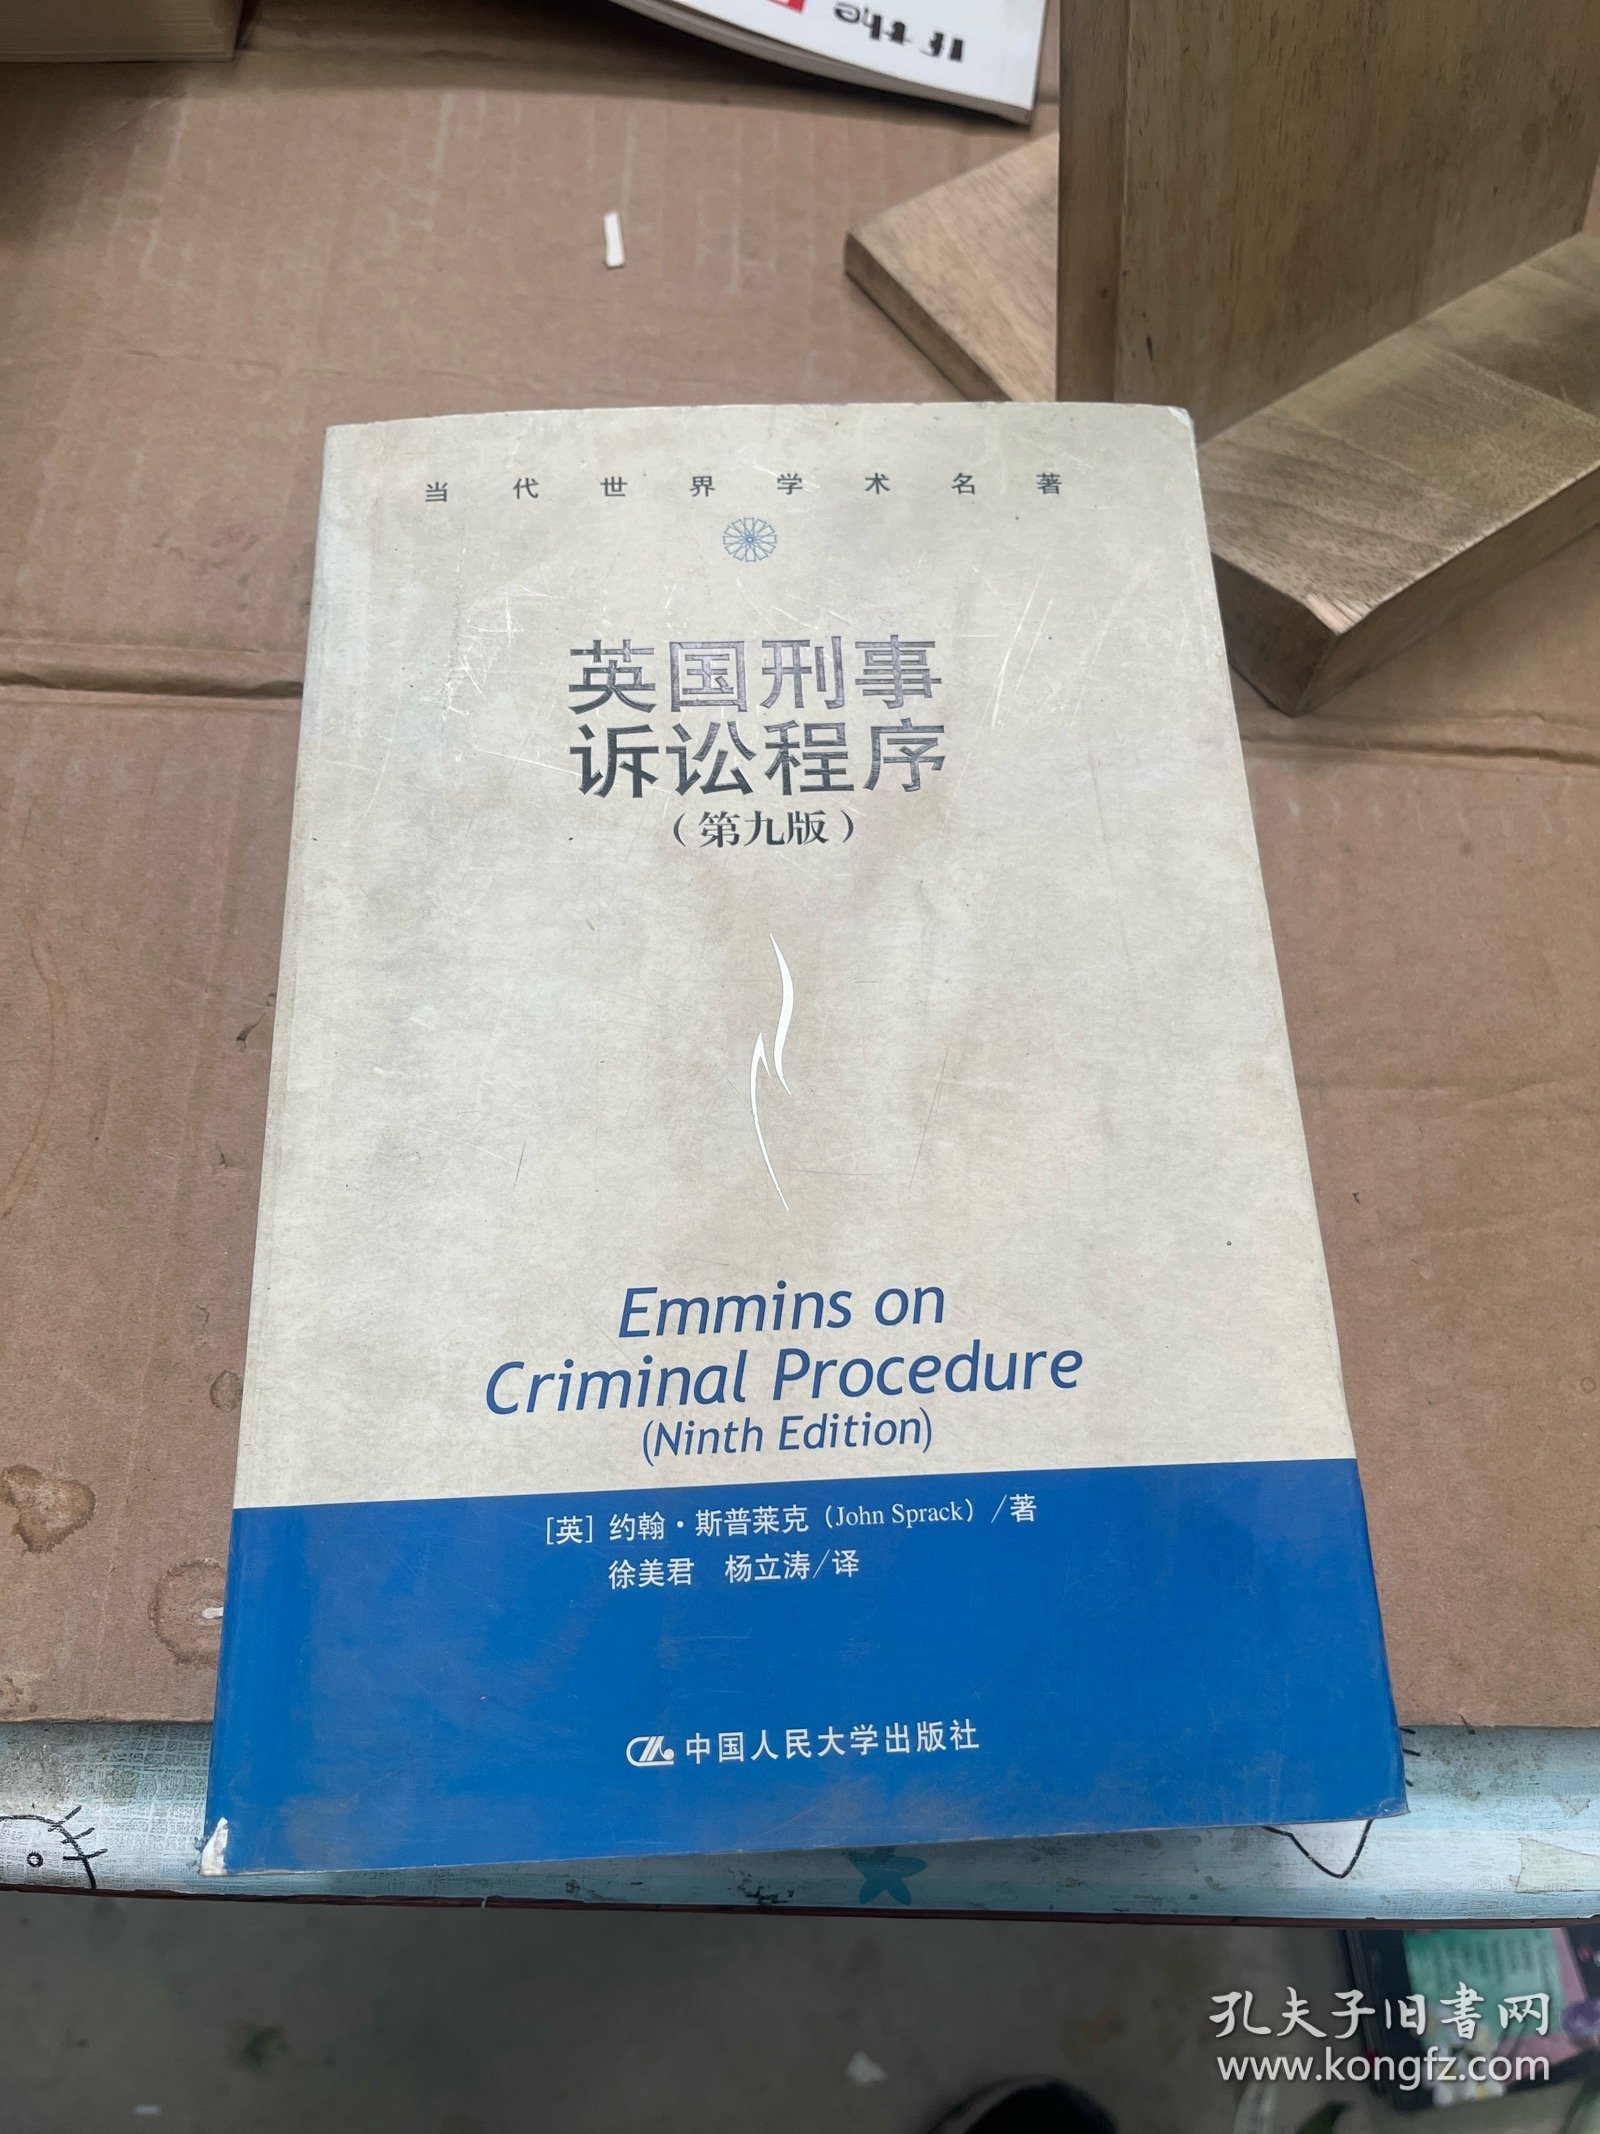 If the
当代世界学术名著
英国刑事
诉讼程序
(第九版)
Emmins on
Criminal Procedure
(Ninth Edition)
[英] 约翰·斯普莱克 (John Sprack) /著
徐美君 杨立涛/译
中国人民大学出版社
孔夫子旧书网
www.kongfz.com